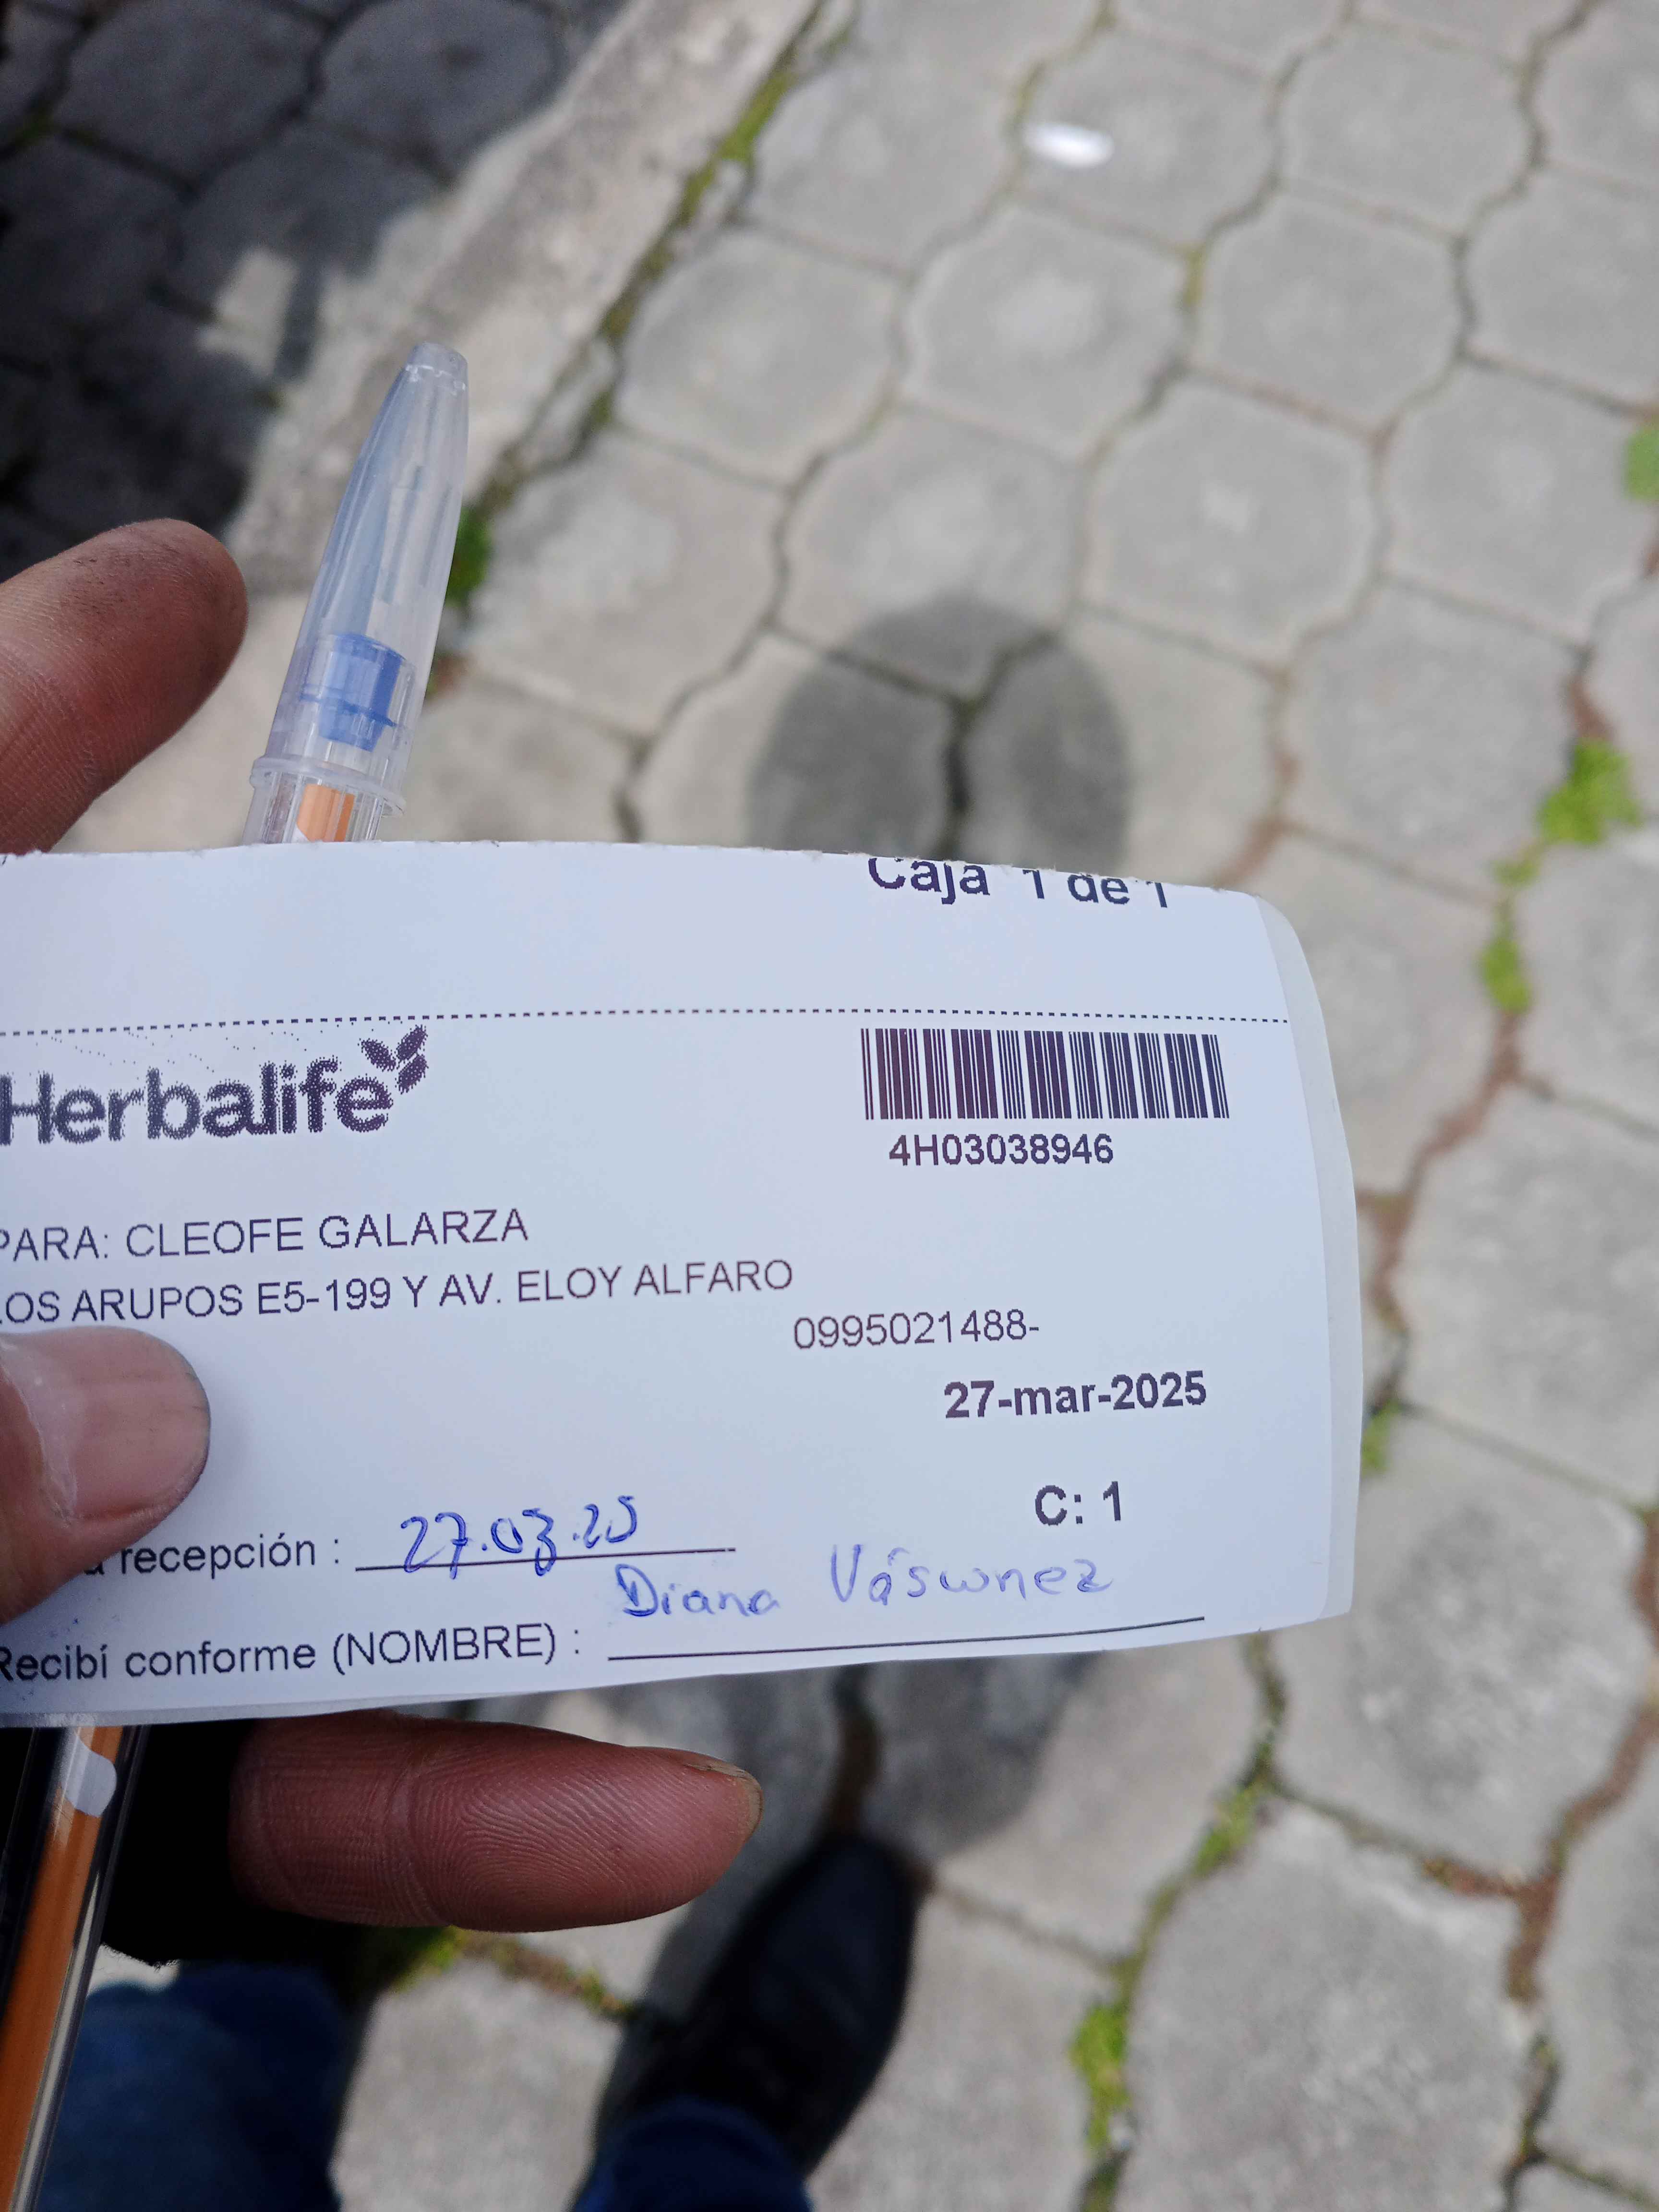 Caja 1 de 1
Herbalife
4H03038946
PARA: CLEOFE GALARZA
LOS ARUPOS E5-199 Y AV. ELOY ALFARO
0995021488-
27-mar-2025
C: 1
recepción : 27.03.25
Diana Váswnez
Recibí conforme (NOMBRE) :